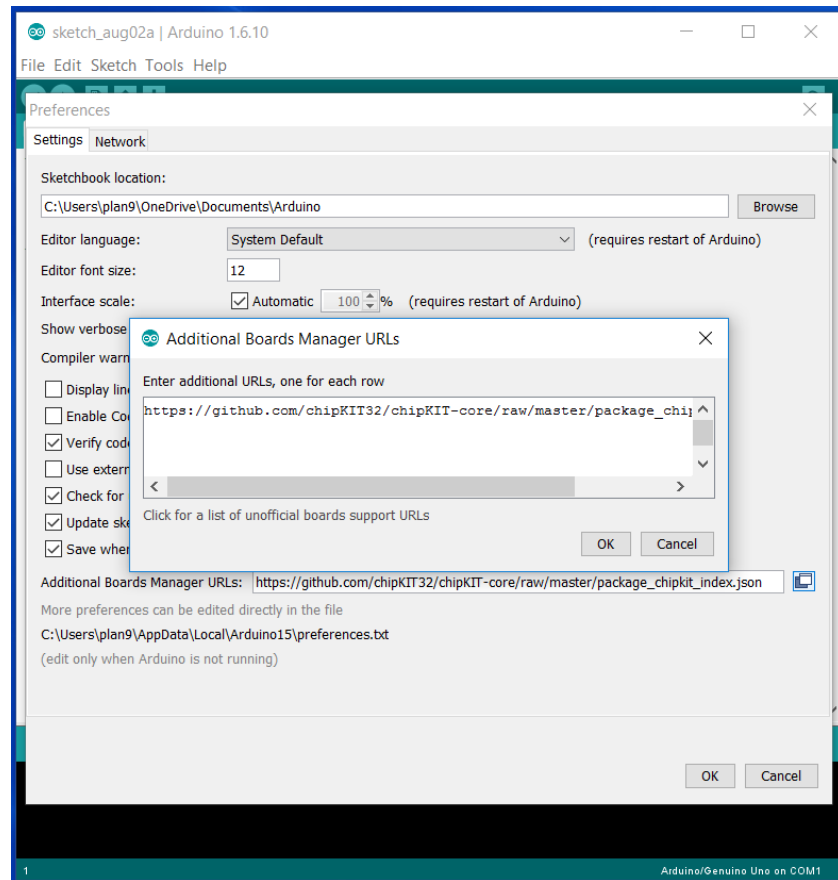 sketch_aug02a | Arduino 1.6.10
File Edit Sketch Tools Help
Preferences
Settings Network
Sketchbook location:
C:\Users\plan9\OneDrive\Documents\Arduino Browse
Editor language: System Default (requires restart of Arduino)
Editor font size: 12
Interface scale: Automatic 100 % (requires restart of Arduino)
Show verbose
Additional Boards Manager URLs
Compiler warn
Enter additional URLs, one for each row
Display line
https://github.com/chipKIT32/chipKIT-core/raw/master/package_chip
Enable Co
Verify code
Use extern
Check for
Click for a list of unofficial boards support URLs
Update ske
Save when
OK Cancel
Additional Boards Manager URLs: https://github.com/chipKIT32/chipKIT-core/raw/master/package_chipkit_index.json
More preferences can be edited directly in the file
C:\Users\plan9\AppData\Local\Arduino15\preferences.txt
(edit only when Arduino is not running)
OK Cancel
1 Arduino/Genuino Uno on COM1